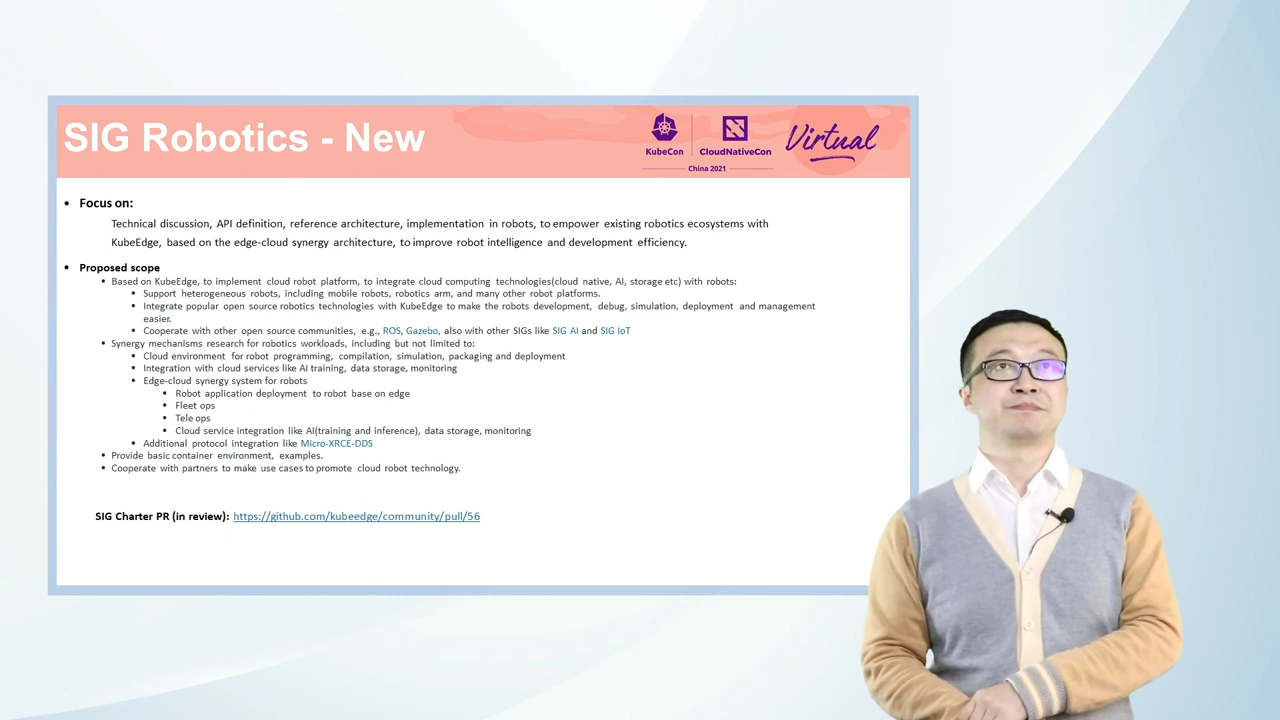 SIG Robotics - New
KubeCon
CloudNativeCon
China 2021
Virtual
• Focus on:
Technical discussion, API definition, reference architecture, implementation in robots, to empower existing robotics ecosystems with
KubeEdge, based on the edge-cloud synergy architecture, to improve robot intelligence and development efficiency.
• Proposed scope
• Based on KubeEdge, to implement cloud robot platform, to integrate cloud computing technologies(cloud native, AI, storage etc) with robots:
• Support heterogeneous robots, including mobile robots, robotics arm, and many other robot platforms.
• Integrate popular open source robotics technologies with KubeEdge to make the robots development, debug, simulation, deployment and management
easier.
• Cooperate with other open source communities, e.g., ROS, Gazebo, also with other SIGs like SIG AI and SIG IoT
• Synergy mechanisms research for robotics workloads, including but not limited to:
• Cloud environment for robot programming, compilation, simulation, packaging and deployment
• Integration with cloud services like AI training, data storage, monitoring
• Edge-cloud synergy system for robots
• Robot application deployment to robot base on edge
• Fleet ops
• Tele ops
• Cloud service integration like AI(training and inference), data storage, monitoring
• Additional protocol integration like Micro-XRCE-DDS
• Provide basic container environment, examples.
• Cooperate with partners to make use cases to promote cloud robot technology.
SIG Charter PR (in review): https://github.com/kubeedge/community/pull/56